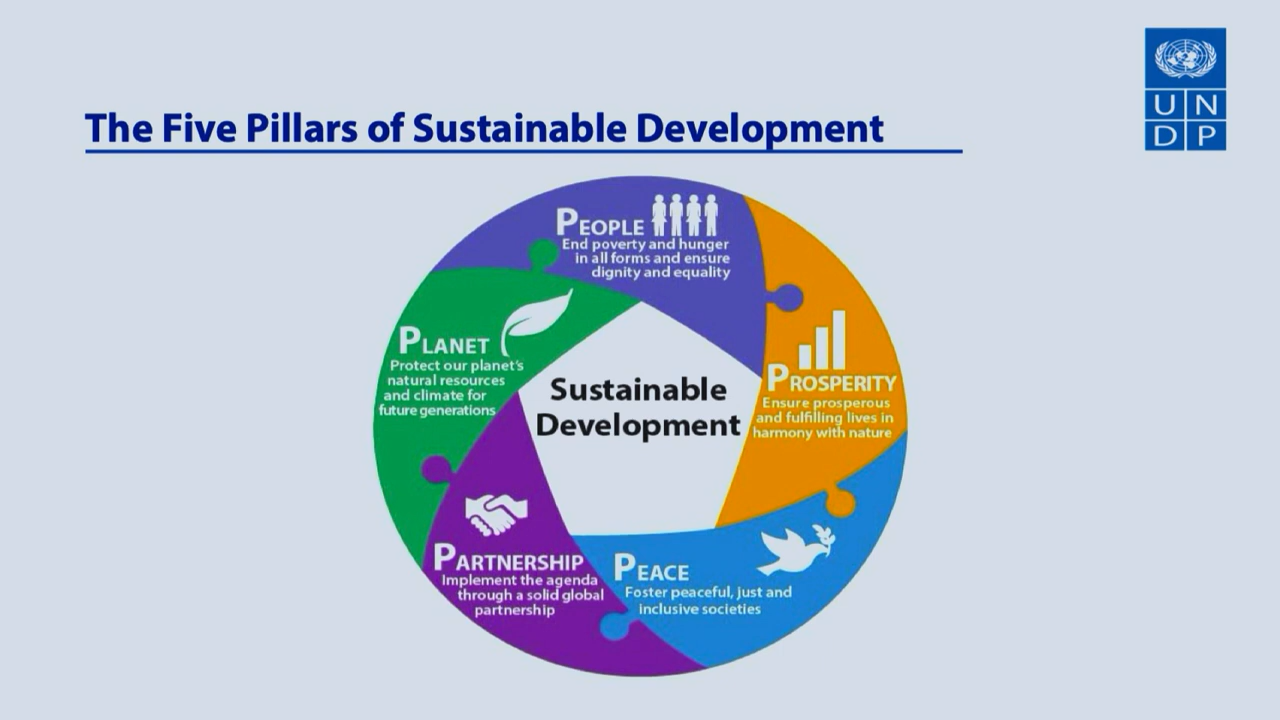 The Five Pillars of Sustainable Development
U N
D P
PEOPLE
End poverty and hunger
in all forms and ensure
dignity and equality
PROSPERITY
Ensure prosperous
and fulfilling lives in
harmony with nature
PEACE
Foster peaceful, just and
inclusive societies
PARTNERSHIP
Implement the agenda
through a solid global
partnership
PLANET
Protect our planet's
natural resources
and climate for
future generations
Sustainable
Development